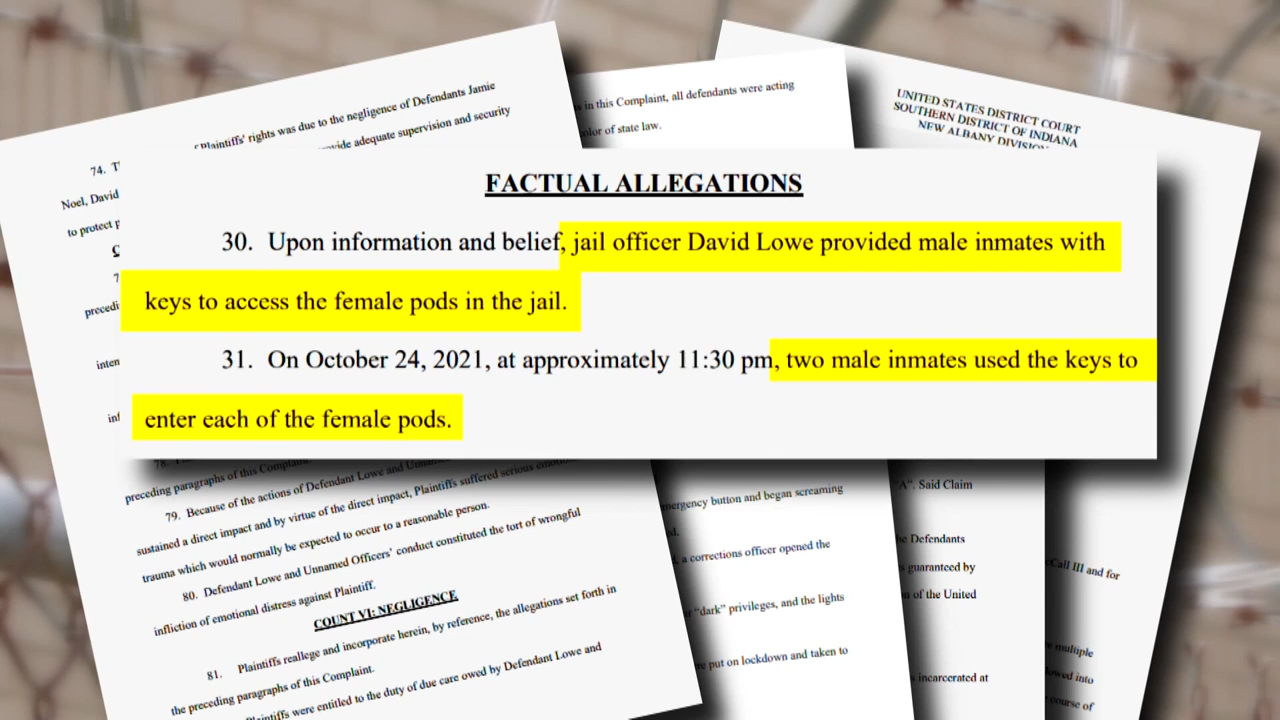 Plaintiffs' rights was due to the negligence of Defendants Jamie
adequate supervision and security
74.
Noel, David
to protect
precedi
in this Complaint, all defendants were acting
of state law.
UNITED STATES DISTRICT COURT
SOUTHERN DISTRICT OF INDIANA
NEW ALBANY DIVISION
FACTUAL ALLEGATIONS
30. Upon information and belief, jail officer David Lowe provided male inmates with
keys to access the female pods in the jail.
31. On October 24, 2021, at approximately 11:30 pm, two male inmates used the keys to
enter each of the female pods.
78.
preceding paragraphs of this Complaint
79. Because of the actions of Defendant Lowe and
sustained a direct impact and by virtue of the direct impact, Plaintiffs suffered serious
trauma which would normally be expected to occur to a reasonable person.
80. Defendant Lowe and Unnamed Officers' conduct constituted the tort of wrongful
infliction of emotional distress against Plaintiff.
COUNT VI: NEGLIGENCE
81. Plaintiffs reallege and incorporate herein, by reference, the allegations set forth in
the preceding paragraphs of this Complaint.
were entitled to the duty of due care owed by Defendant Lowe and
button and began screaming
a corrections officer opened the
"dark" privileges, and the lights
put on lockdown and taken to
"A". Said Claim
Defendants
guaranteed by
of the United
incarcerated at
Call III and for
multiple
into
course of